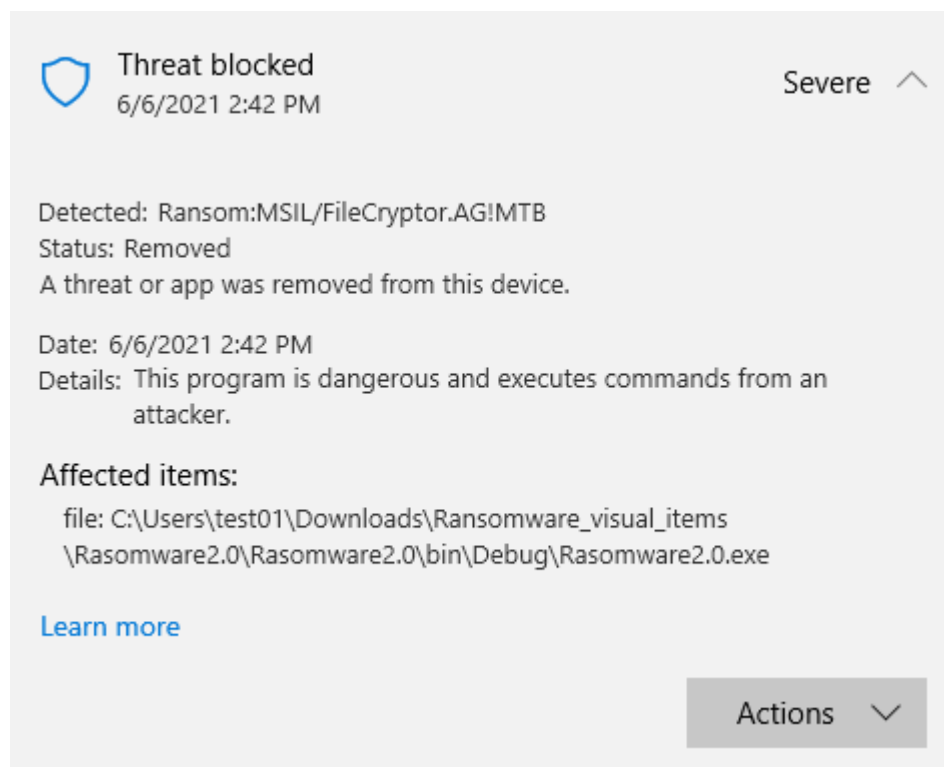 Threat blocked
6/6/2021 2:42 PM
Severe
Detected: Ransom:MSIL/FileCryptor.AG!MTB
Status: Removed
A threat or app was removed from this device.
Date: 6/6/2021 2:42 PM
Details: This program is dangerous and executes commands from an
attacker.
Affected items:
file: C:\Users\test01\Downloads\Ransomware_visual_items
\Rasomware2.0\Rasomware2.0\bin\Debug\Rasomware2.0.exe
Learn more
Actions